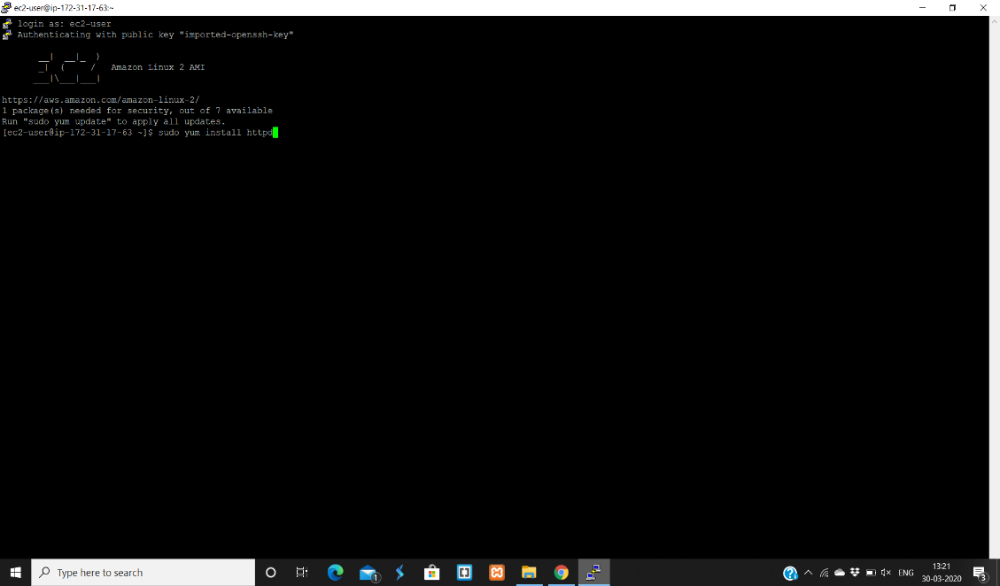 ec2-user@ip-172-31-17-63:~
login as: ec2-user
Authenticating with public key "imported-openssh-key"
       __|  __|_  )
       _|  (     /   Amazon Linux 2 AMI
      ___|\___|___|
https://aws.amazon.com/amazon-linux-2/
1 package(s) needed for security, out of 7 available
Run "sudo yum update" to apply all updates.
[ec2-user@ip-172-31-17-63 ~]$ sudo yum install httpd
Type here to search
1
ENG
13:21
30-03-2020
3